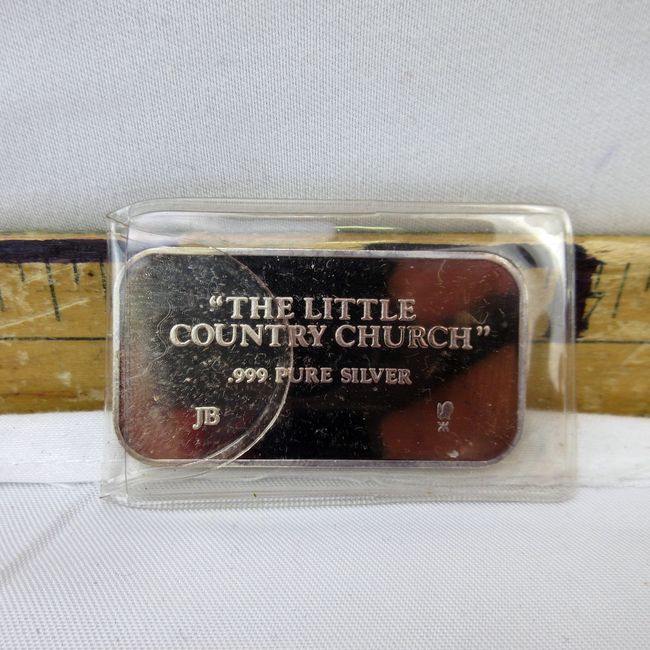 “THE LITTLE
COUNTRY CHURCH”
.999 PURE SILVER
JB